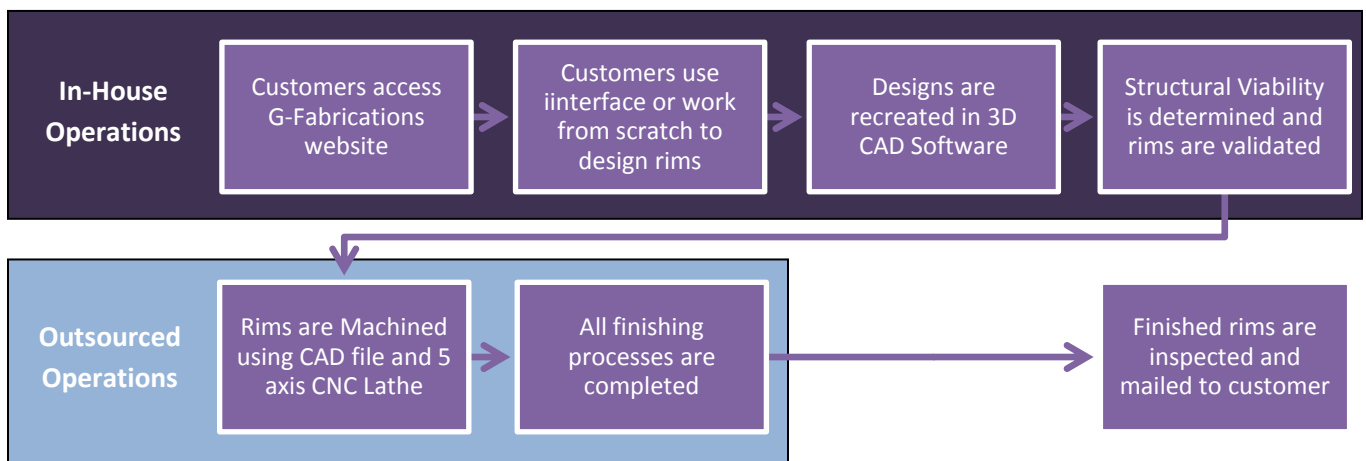 In-House
Operations
Customers access
G-Fabrications
website
Customers use
iinterface or work
from scratch to
design rims
Designs are
recreated in 3D
CAD Software
Structural Viability
is determined and
rims are validated
Outsourced
Operations
Rims are Machined
using CAD file and 5
axis CNC Lathe
All finishing
processes are
completed
Finished rims are
inspected and
mailed to customer